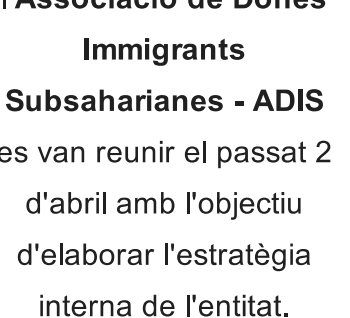 l'Associació de Dones
Immigrants
Subsaharianes - ADIS
es van reunir el passat 2
d'abril amb l'objectiu
d'elaborar l'estratègia
interna de l'entitat,